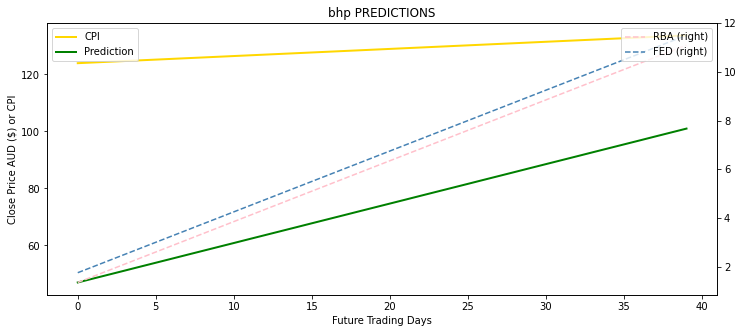 bhp PREDICTIONS
CPI
Prediction
RBA (right)
FED (right)
Close Price AUD ($) or CPI
120
100
80
60
12
10
8
6
4
2
0 5 10 15 20 25 30 35 40
Future Trading Days